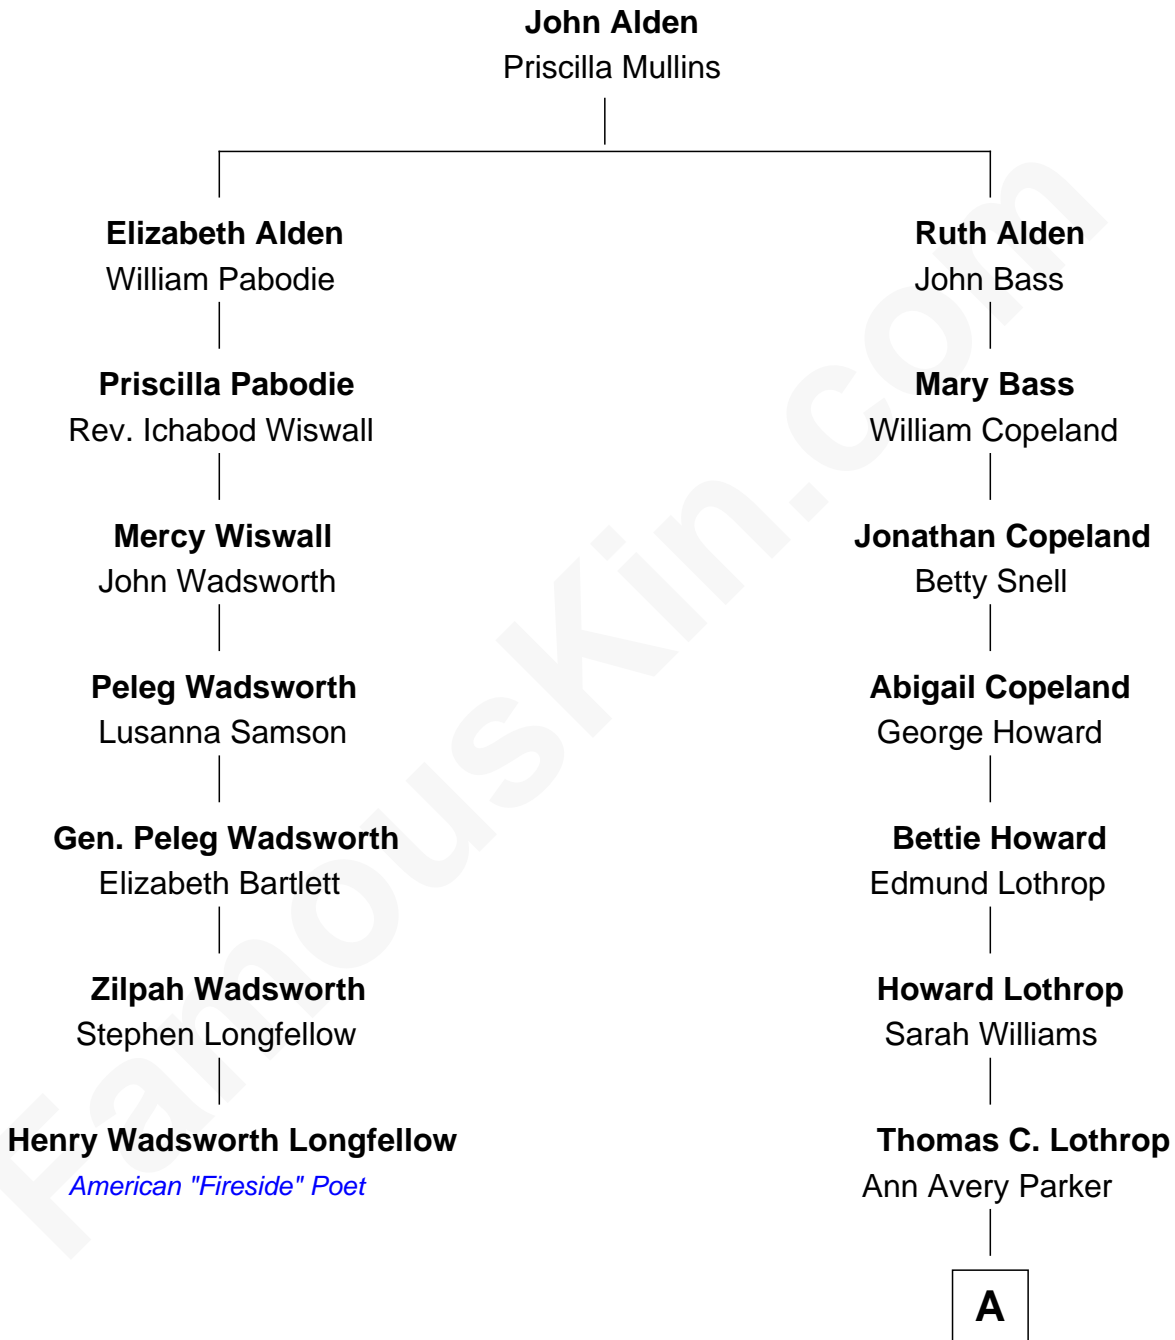 John Alden
Priscilla Mullins
Elizabeth Alden
William Pabodie
Ruth Alden
John Bass
Priscilla Pabodie
Rev. Ichabod Wiswall
Mary Bass
William Copeland
Mercy Wiswall
John Wadsworth
Jonathan Copeland
Betty Snell
Peleg Wadsworth
Lusanna Samson
Abigail Copeland
George Howard
Gen. Peleg Wadsworth
Elizabeth Bartlett
Bettie Howard
Edmund Lothrop
Zilpah Wadsworth
Stephen Longfellow
Howard Lothrop
Sarah Williams
Henry Wadsworth Longfellow
American "Fireside" Poet
Thomas C. Lothrop
Ann Avery Parker
A
FamousKin.com